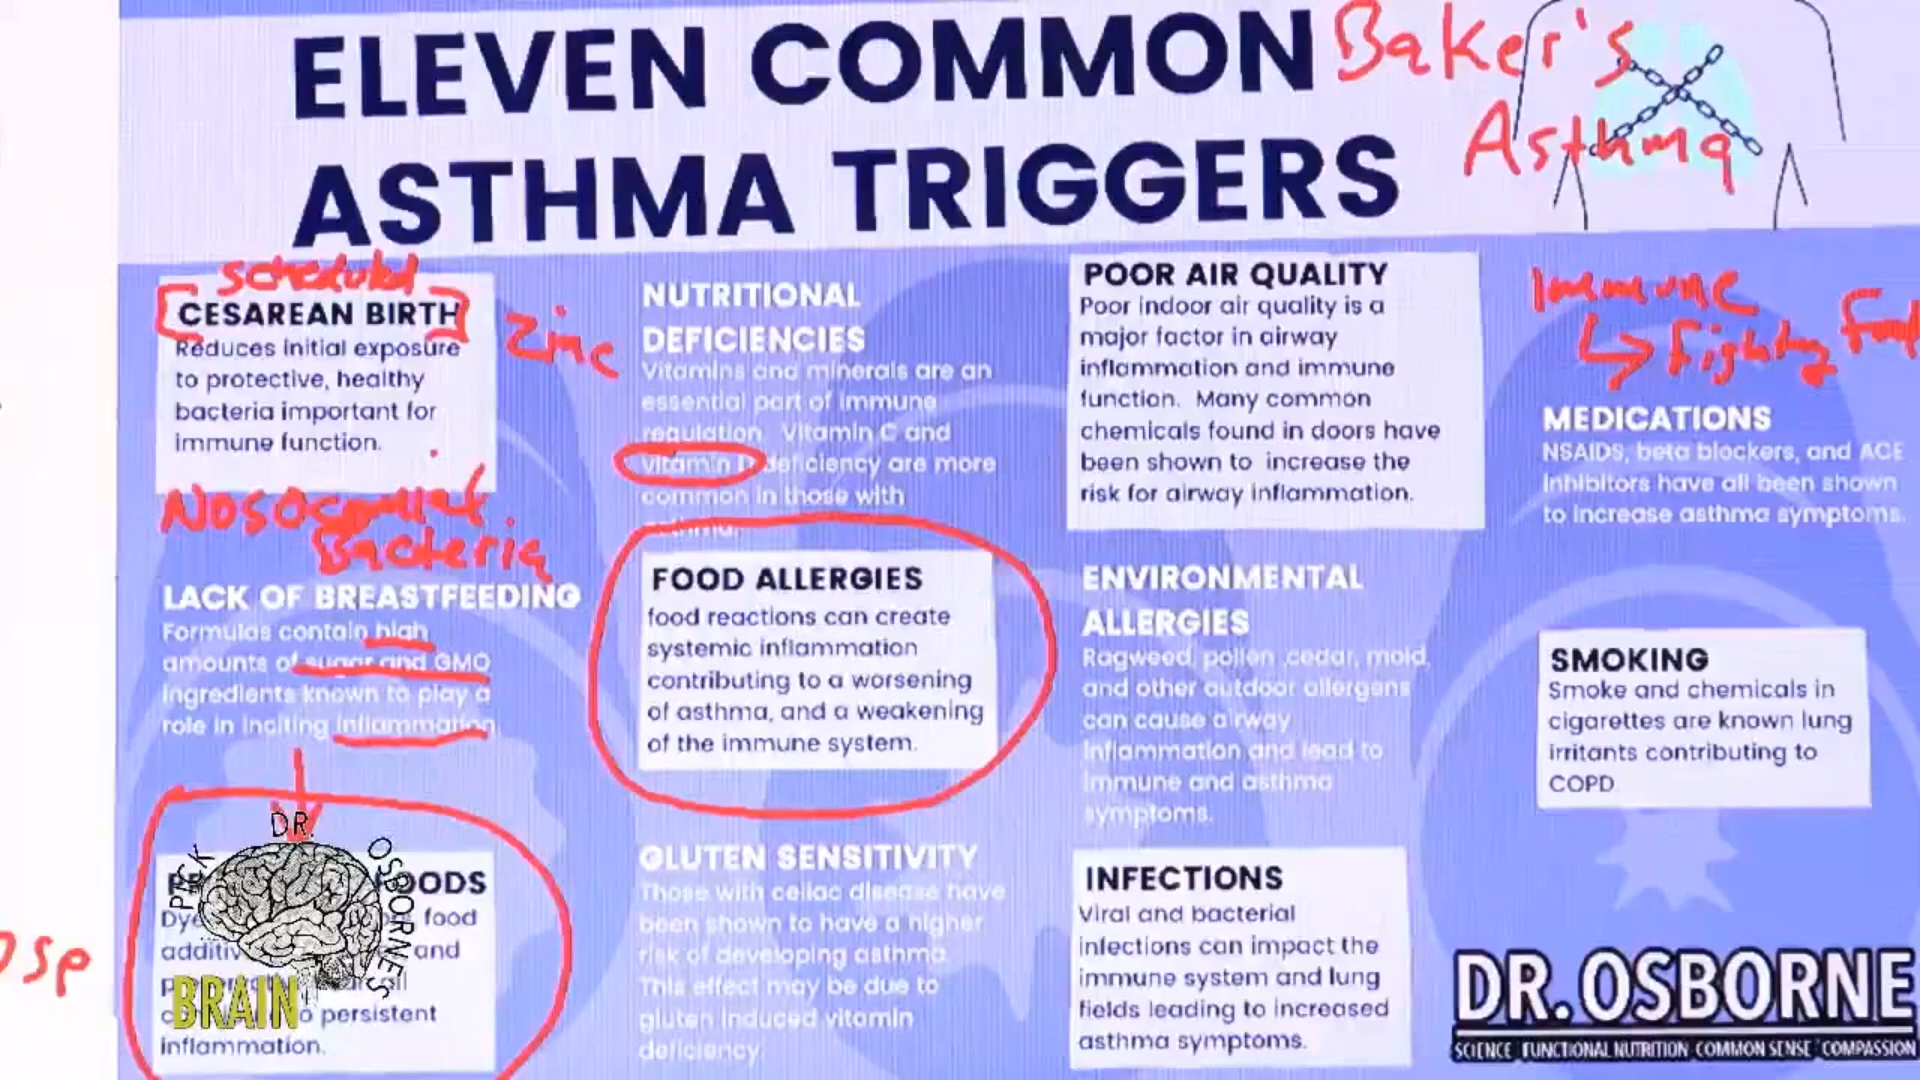 ELEVEN COMMON
ASTHMA TRIGGERS
Baker's
Asthma
scheduled
CESAREAN BIRTH
Reduces initial exposure
to protective, healthy
bacteria important for
immune function.
Nosocomial
Bacteria
LACK OF BREASTFEEDING
Formulas contain high
amounts of sugar and GMO
ingredients known to play a
role in inciting inflammation
FOODS
food
and
persistent
inflammation.
PICK
DR.
OSBORNE'S
BRAIN
Zinc
NUTRITIONAL
DEFICIENCIES
Vitamins and minerals are an
essential part of immune
regulation. Vitamin C and
Vitamin D deficiency are more
common in those with
asthma.
FOOD ALLERGIES
food reactions can create
systemic inflammation
contributing to a worsening
of asthma, and a weakening
of the immune system.
GLUTEN SENSITIVITY
Those with celiac disease have
been shown to have a higher
risk of developing asthma
This effect may be due to
gluten induced vitamin
deficiency.
POOR AIR QUALITY
Poor indoor air quality is a
major factor in airway
inflammation and immune
function. Many common
chemicals found in doors have
been shown to increase the
risk for airway inflammation.
ENVIRONMENTAL
ALLERGIES
Ragweed, pollen ,cedar, mold,
and other outdoor allergens
can cause airway
inflammation and lead to
immune and asthma
symptoms.
INFECTIONS
Viral and bacterial
infections can impact the
immune system and lung
fields leading to increased
asthma symptoms.
Immune
Fighting Food
MEDICATIONS
NSAIDS, beta blockers, and ACE
inhibitors have all been shown
to increase asthma symptoms.
SMOKING
Smoke and chemicals in
cigarettes are known lung
irritants contributing to
COPD
DR. OSBORNE
SCIENCE FUNCTIONAL NUTRITION COMMON SENSE COMPASSION